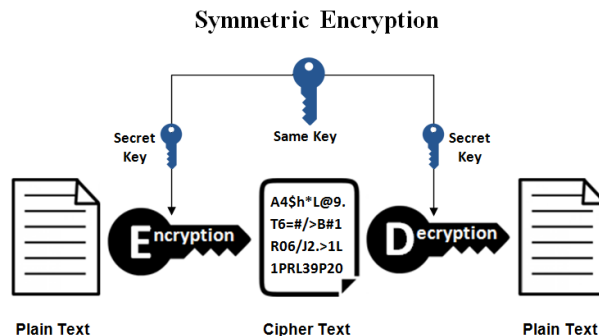 Symmetric Encryption
Secret
Key
Same Key
Secret
Key
Encryption
A4$h*L@9.
T6=#/>B#1
R06/J2.>1L
1PRL39P20
Decryption
Plain Text
Cipher Text
Plain Text